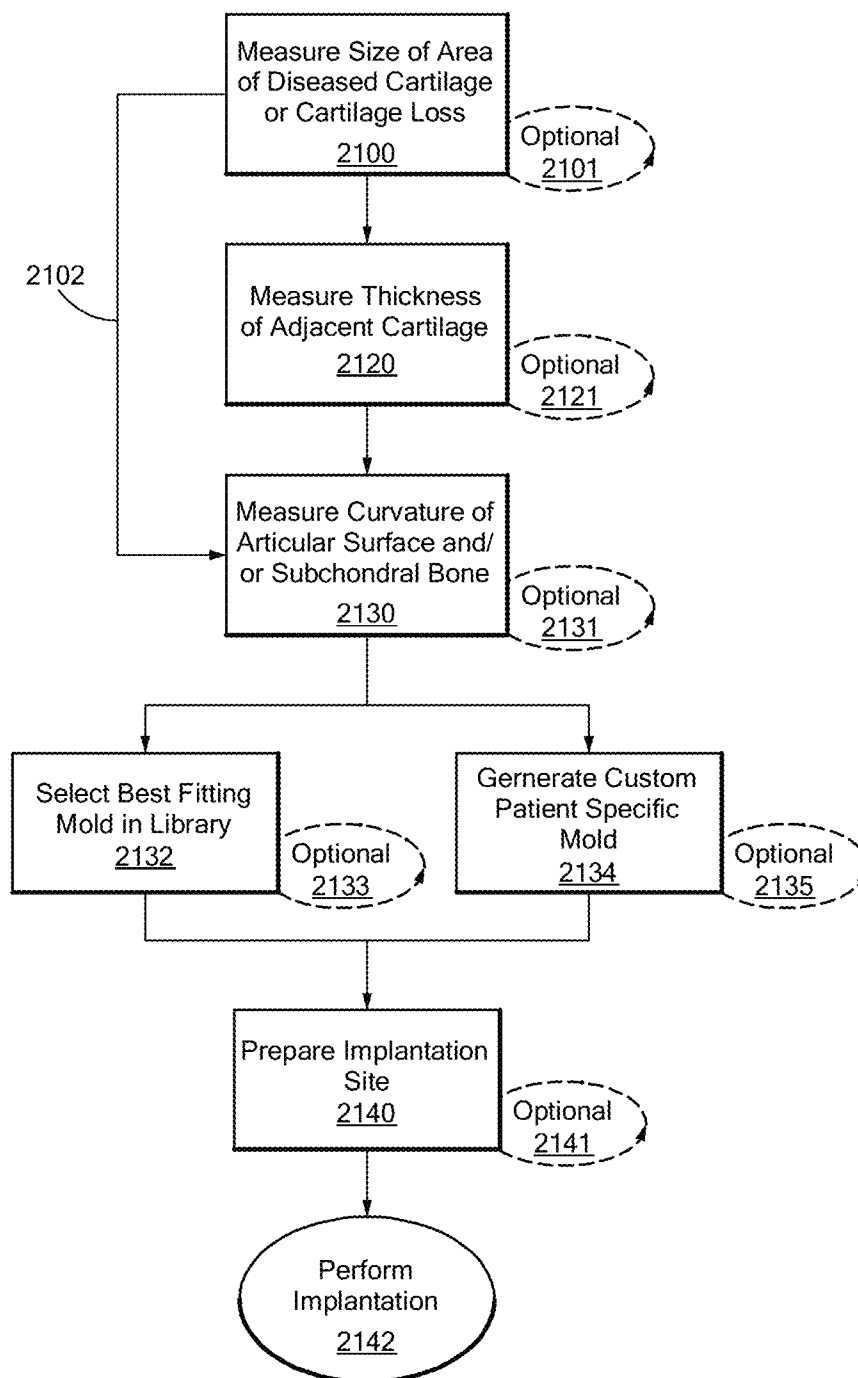 Measure Size of Area
of Diseased Cartilage
or Cartilage Loss
2100
Optional
2101
2102
Measure Thickness
of Adjacent Cartilage
2120
Optional
2121
Measure Curvature of
Articular Surface and/
or Subchondral Bone
2130
Optional
2131
Select Best Fitting
Mold in Library
2132
Optional
2133
Gernerate Custom
Patient Specific
Mold
2134
Optional
2135
Prepare Implantation
Site
2140
Optional
2141
Perform
Implantation
2142